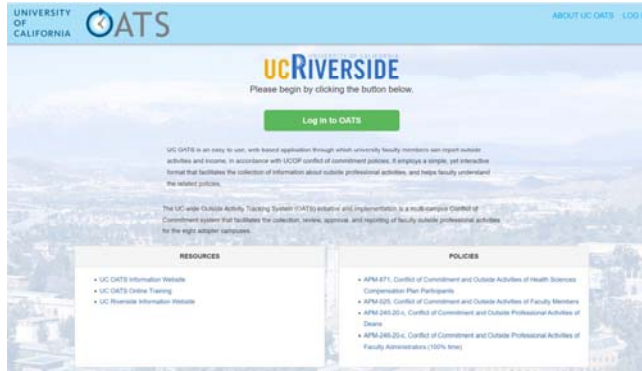 UNIVERSITY
OF
CALIFORNIA
OATS
ABOUT UC OATS LOG
UNIVERSITY OF CALIFORNIA
UCRIVERSIDE
Please begin by clicking the button below.
Log in to OATS
UC OATS is an easy to use, web-based application through which university faculty members can report outside
activities and income, in accordance with UCOP conflict of commitment policies. It employs a simple, yet interactive
format that facilitates the collection of information about outside professional activities, and helps faculty understand
the related policies.
The UC-wide Outside Activity Tracking System (OATS) initiative and implementation is a multi-campus Conflict of
Commitment system that facilitates the collection, review, approval, and reporting of faculty outside professional activities
for the eight adopter campuses.
RESOURCES
• UC OATS Information Website
• UC OATS Online Training
• UC Riverside Information Website
POLICIES
• APM-671, Conflict of Commitment and Outside Activities of Health Sciences
Compensation Plan Participants
• APM-025, Conflict of Commitment and Outside Activities of Faculty Members
• APM-240-20-c, Conflict of Commitment and Outside Professional Activities of
Deans
• APM-246-20-c, Conflict of Commitment and Outside Professional Activities of
Faculty Administrators (100% time)